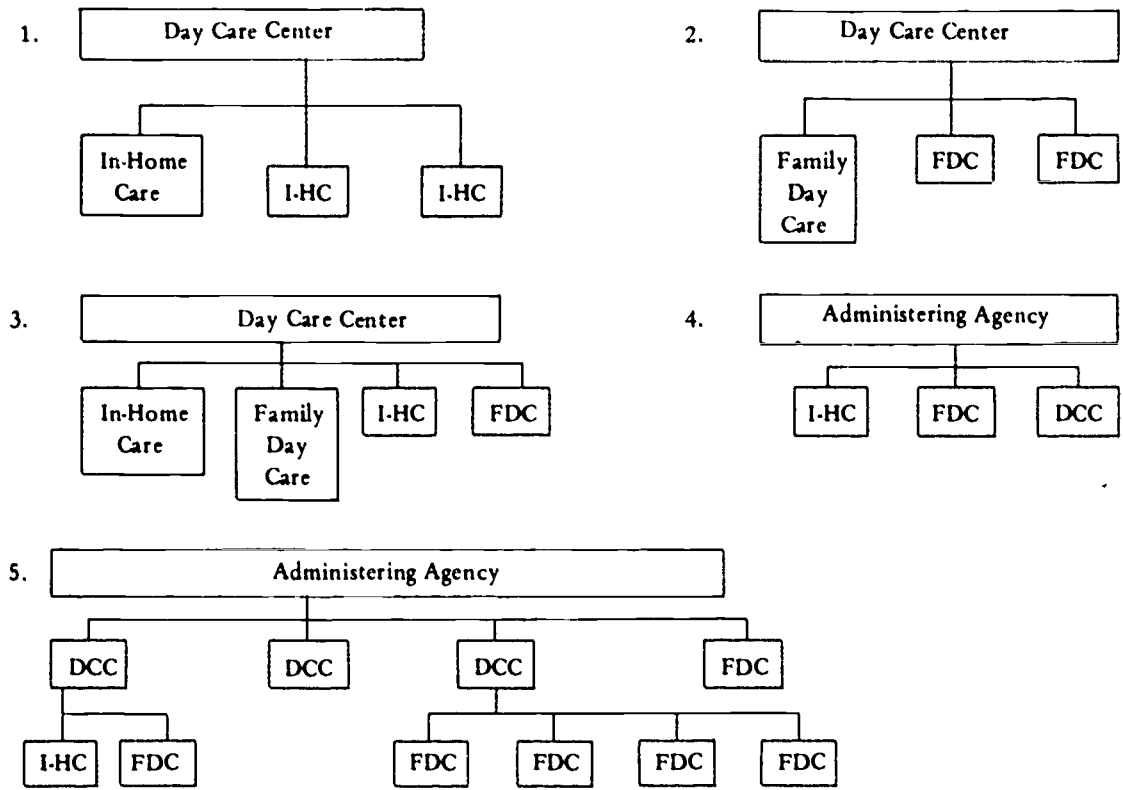 1.
Day Care Center
In-Home
Care
I-HC
I-HC
2.
Day Care Center
Family
Day
Care
FDC
FDC
3.
Day Care Center
In-Home
Care
Family
Day
Care
I-HC
FDC
4.
Administering Agency
I-HC
FDC
DCC
5.
Administering Agency
DCC
DCC
DCC
FDC
I-HC
FDC
FDC
FDC
FDC
FDC